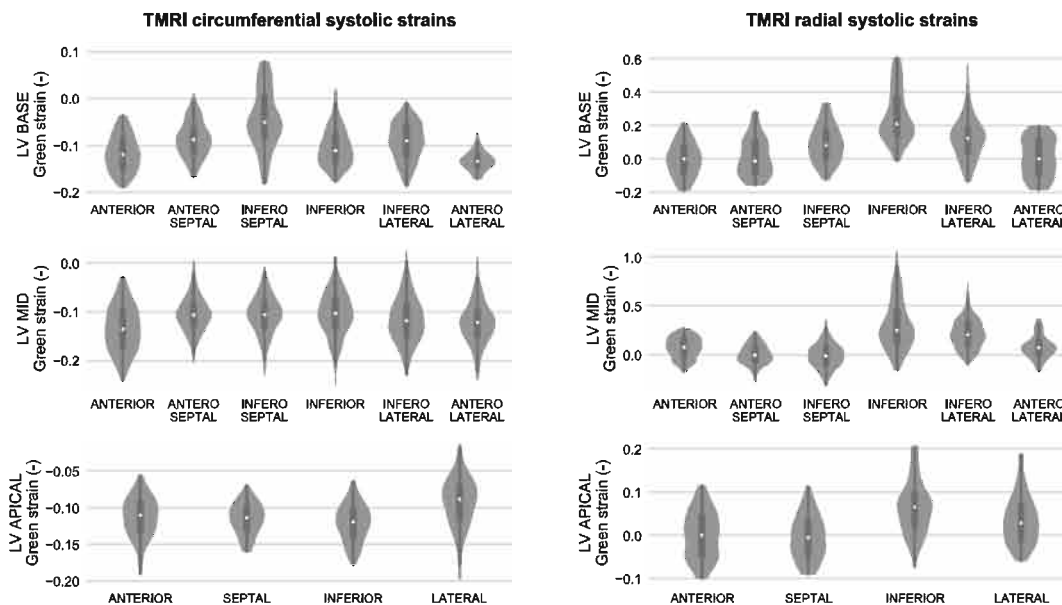 TMRI circumferential systolic strains
LV BASE
Green strain (-)
0.1
0.0
−0.1
−0.2
ANTERIOR
ANTERO
SEPTAL
INFERO
SEPTAL
INFERIOR
INFERO
LATERAL
ANTERO
LATERAL
LV MID
Green strain (-)
0.0
−0.1
−0.2
ANTERIOR
ANTERO
SEPTAL
INFERO
SEPTAL
INFERIOR
INFERO
LATERAL
ANTERO
LATERAL
LV APICAL
Green strain (-)
−0.05
−0.10
−0.15
−0.20
ANTERIOR
SEPTAL
INFERIOR
LATERAL
TMRI radial systolic strains
LV BASE
Green strain (-)
0.6
0.4
0.2
0.0
−0.2
ANTERIOR
ANTERO
SEPTAL
INFERO
SEPTAL
INFERIOR
INFERO
LATERAL
ANTERO
LATERAL
LV MID
Green strain (-)
1.0
0.5
0.0
ANTERIOR
ANTERO
SEPTAL
INFERO
SEPTAL
INFERIOR
INFERO
LATERAL
ANTERO
LATERAL
LV APICAL
Green strain (-)
0.2
0.1
0.0
−0.1
ANTERIOR
SEPTAL
INFERIOR
LATERAL